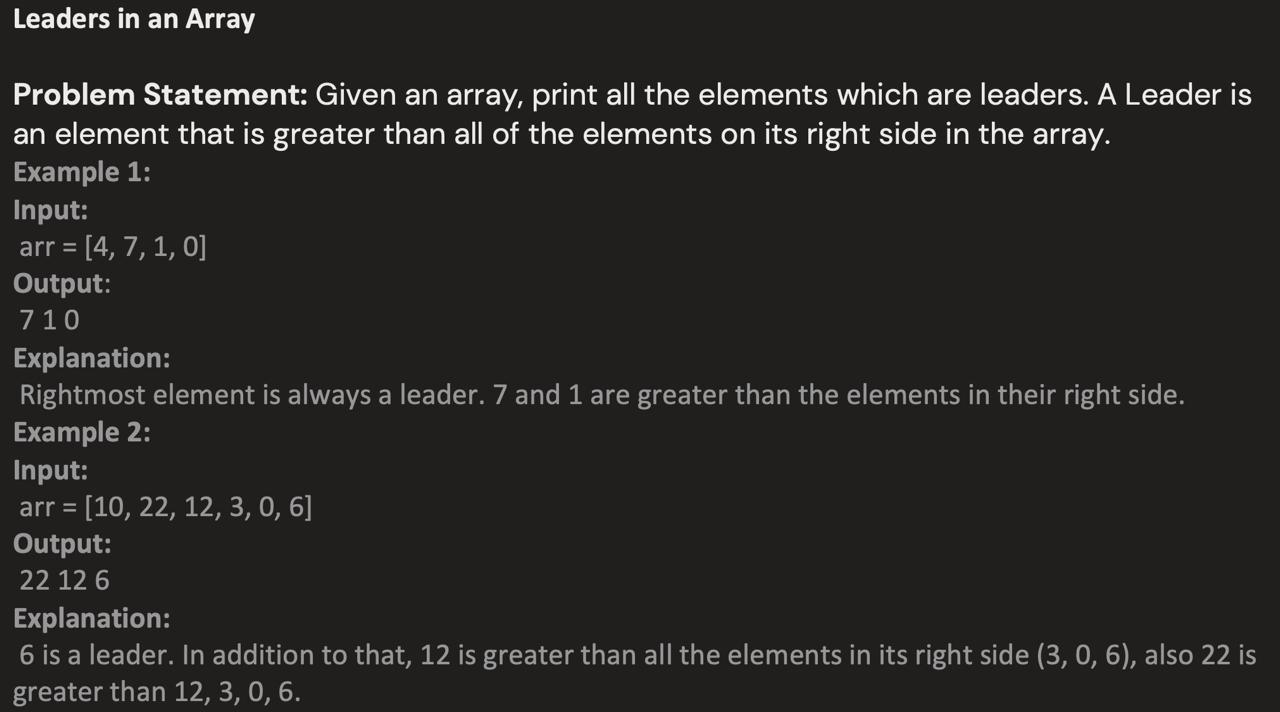 Leaders in an Array
Problem Statement: Given an array, print all the elements which are leaders. A Leader is
an element that is greater than all of the elements on its right side in the array.
Example 1:
Input:
arr = [4, 7, 1, 0]
Output:
7 1 0
Explanation:
Rightmost element is always a leader. 7 and 1 are greater than the elements in their right side.
Example 2:
Input:
arr = [10, 22, 12, 3, 0, 6]
Output:
22 12 6
Explanation:
6 is a leader. In addition to that, 12 is greater than all the elements in its right side (3, 0, 6), also 22 is
greater than 12, 3, 0, 6.